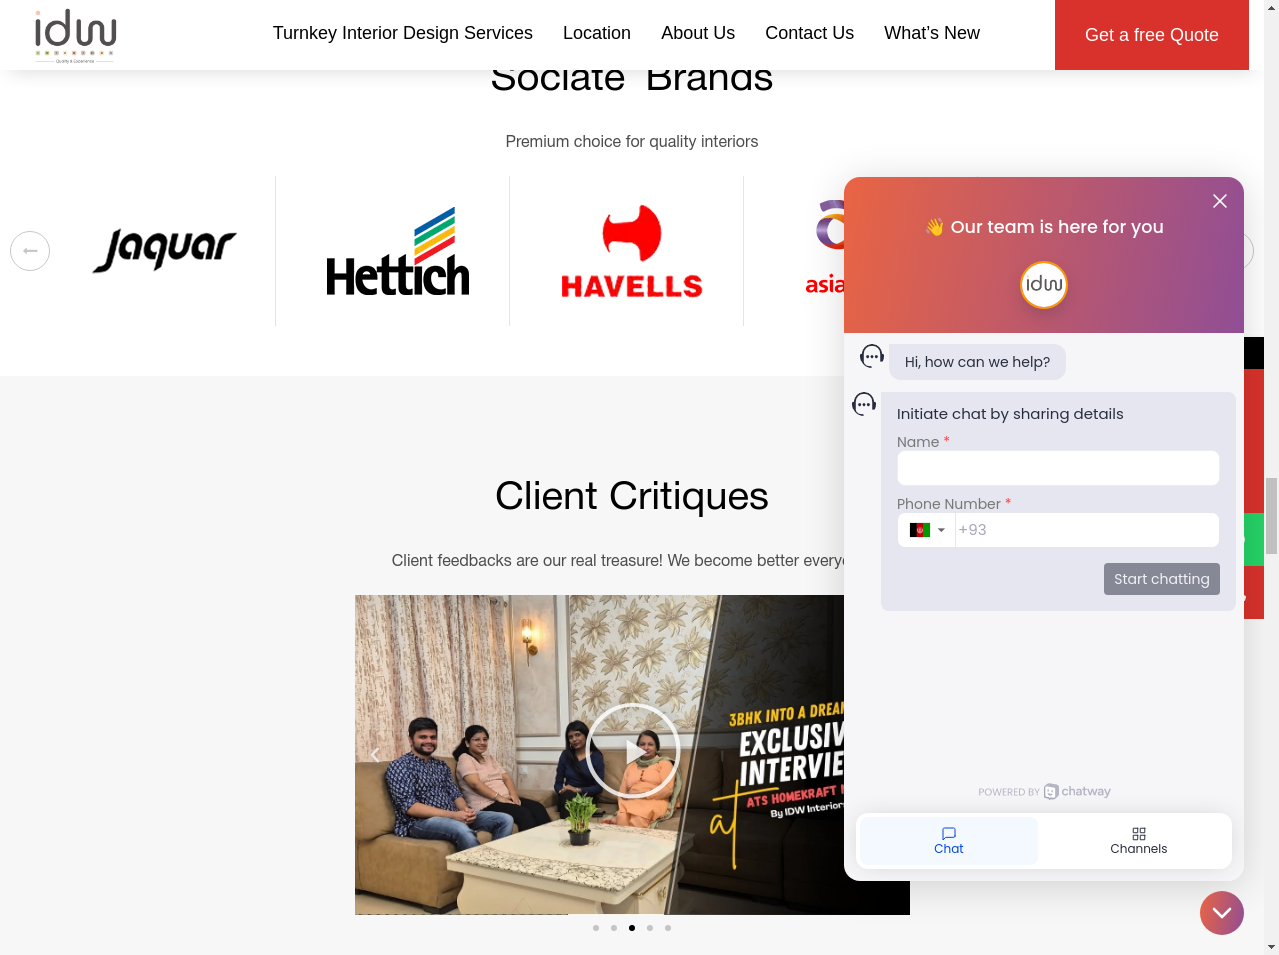 idw
Quality & Experience
Turnkey Interior Design Services
Location
About Us
Contact Us
What's New
Get a free Quote
Sociate Brands
Premium choice for quality interiors
Jaquar
Hettich
HAVELLS
asia
👋 Our team is here for you
idw
Hi, how can we help?
Initiate chat by sharing details
Name *
Phone Number *
+93
Start chatting
POWERED BY chatway
Chat
Channels
Client Critiques
Client feedbacks are our real treasure! We become better every
3BHK INTO A DREAM
EXCLUSIV
INTERVIE
at
ATS HOMEKRAFT
By IDW Interior